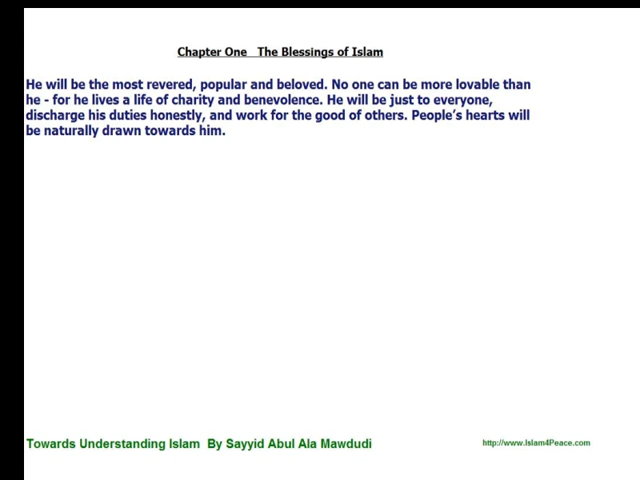 Chapter One   The Blessings of Islam
He will be the most revered, popular and beloved. No one can be more lovable than
he - for he lives a life of charity and benevolence. He will be just to everyone,
discharge his duties honestly, and work for the good of others. People's hearts will
be naturally drawn towards him.
Towards Understanding Islam  By Sayyid Abul Ala Mawdudi
http://www.Islam4Peace.com